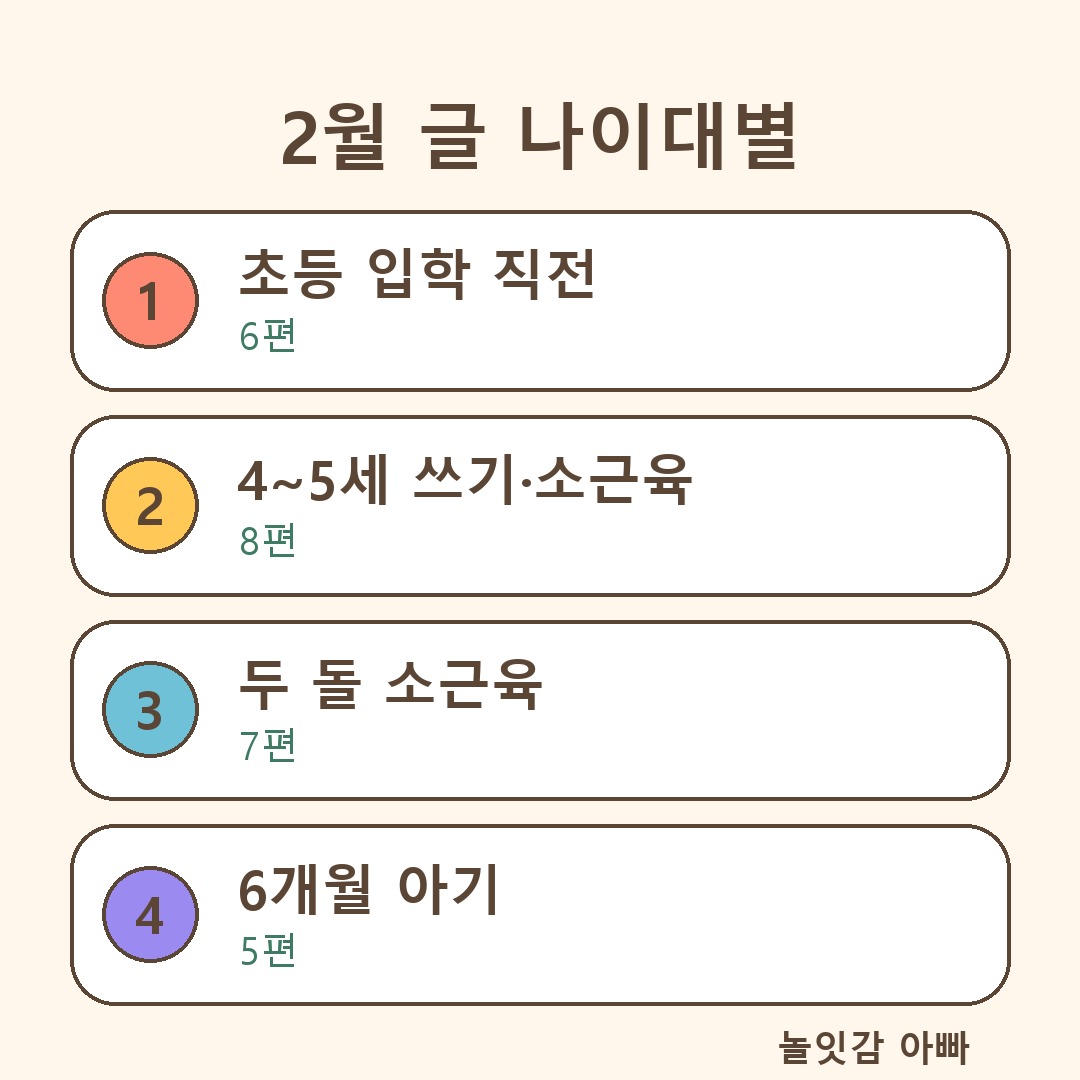 2월 글 나이대별
1
초등 입학 직전
6편
2
4~5세 쓰기·소근육
8편
3
두 돌 소근육
7편
4
6개월 아기
5편
놀잇감 아빠